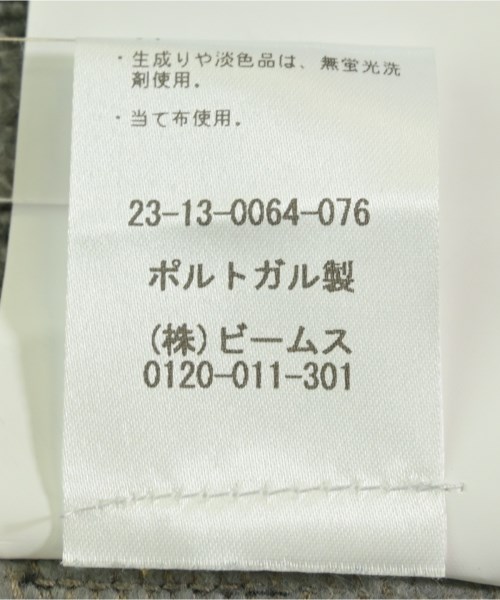 ・生成りや淡色品は、無蛍光洗
剤使用。
・当て布使用。
23-13-0064-076
ポルトガル製
(株)ビームス
0120-011-301